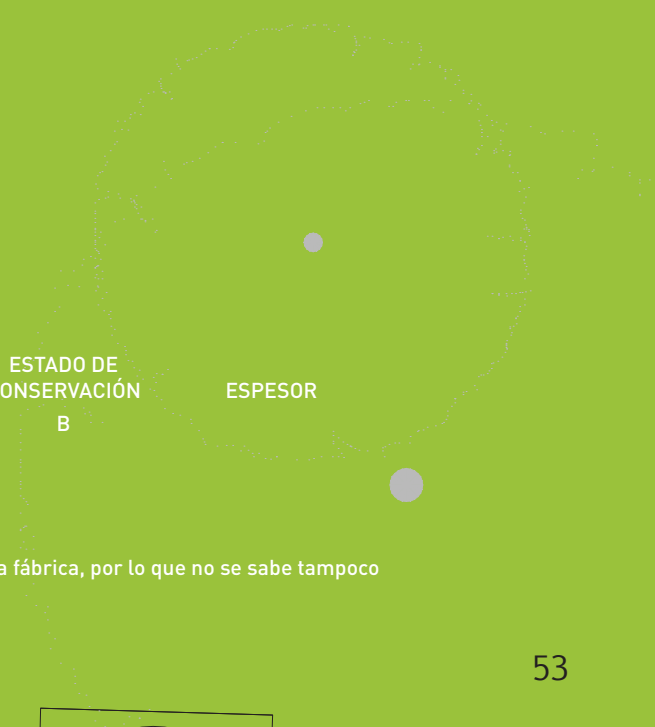 ESTADO DE
ONSERVACIÓN
ESPESOR
B
a fábrica, por lo que no se sabe tampoco
53